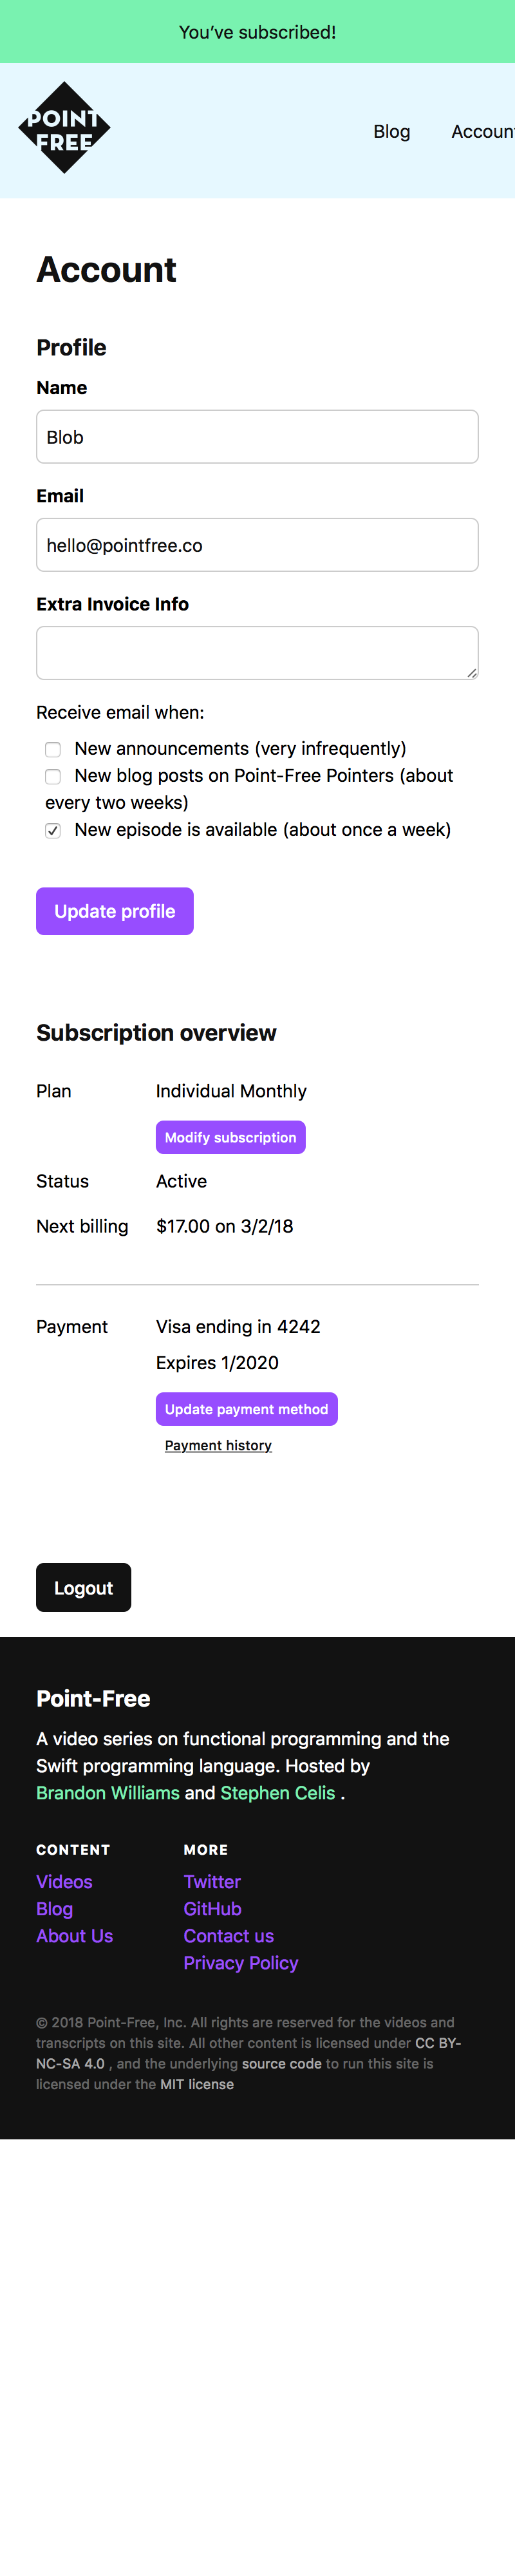 You’ve subscribed!
POINT
FREE
Blog
Accoun
Account
Profile
Name
Blob
Email
hello@pointfree.co
Extra Invoice Info
Receive email when:
New announcements (very infrequently)
New blog posts on Point-Free Pointers (about
every two weeks)
New episode is available (about once a week)
Update profile
Subscription overview
Plan Individual Monthly
Modify subscription
Status Active
Next billing $17.00 on 3/2/18
Payment Visa ending in 4242
Expires 1/2020
Update payment method
Payment history
Logout
Point-Free
A video series on functional programming and the
Swift programming language. Hosted by
Brandon Williams and Stephen Celis .
CONTENT
Videos
Blog
About Us
MORE
Twitter
GitHub
Contact us
Privacy Policy
© 2018 Point-Free, Inc. All rights are reserved for the videos and
transcripts on this site. All other content is licensed under CC BY-
NC-SA 4.0 , and the underlying source code to run this site is
licensed under the MIT license